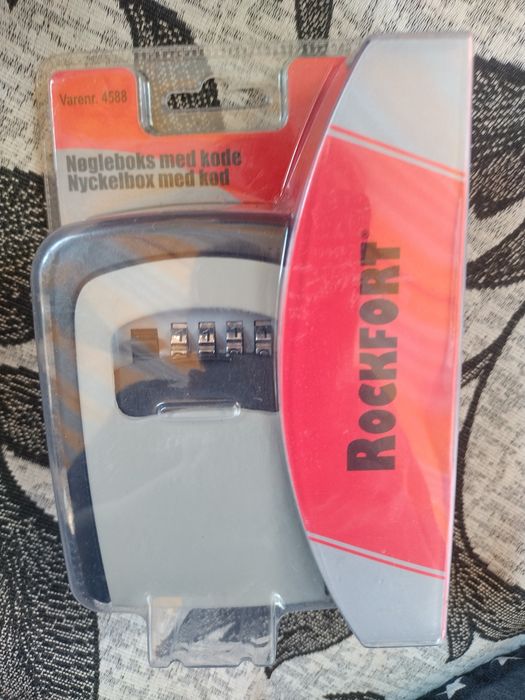 Varenr. 4588
Nøgleboks med kode
Nyckelbox med kod
ROCKFORT®